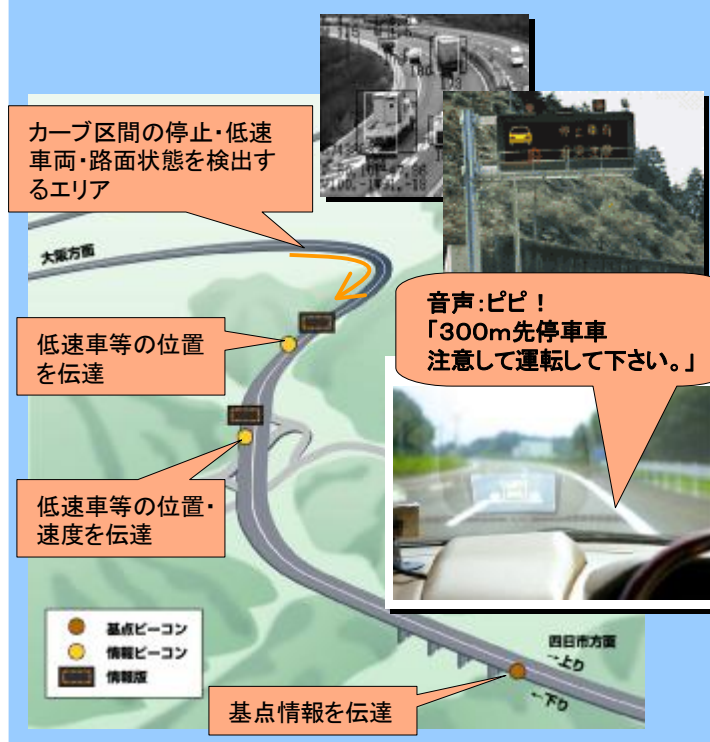 カーブ区間の停止・低速
車両・路面状態を検出す
るエリア
大阪方面
音声:ピピ！
「300m先停車車
注意して運転して下さい。」
低速車等の位置
を伝達
低速車等の位置・
速度を伝達
基点ビーコン
情報ビーコン
情報版
四日市方面
←上り
←下り
基点情報を伝達